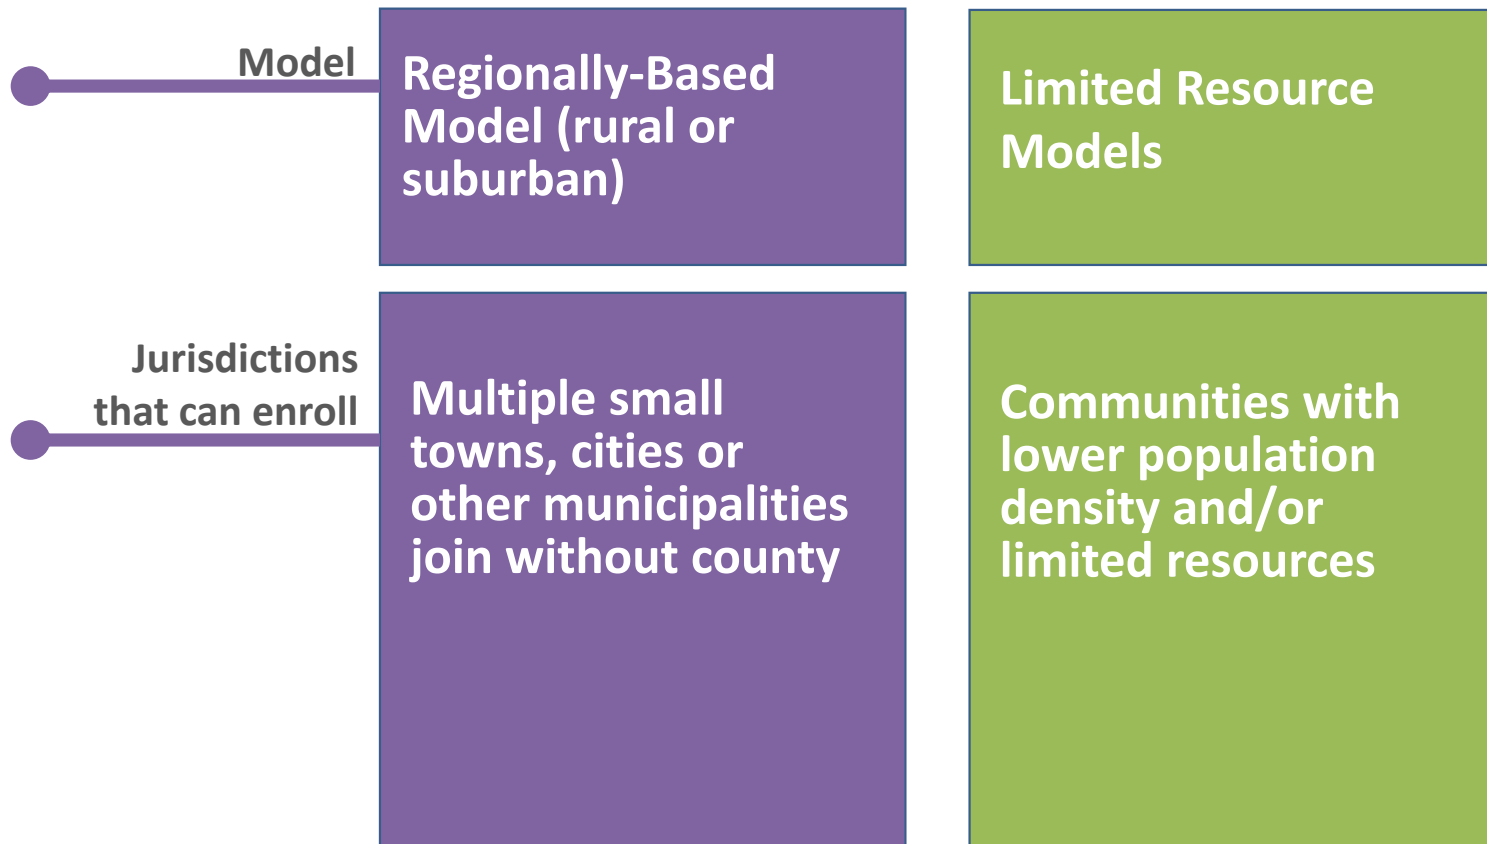 Model
Regionally-Based
Model (rural or
suburban)
Limited Resource
Models
Jurisdictions
that can enroll
Multiple small
towns, cities or
other municipalities
join without county
Communities with
lower population
density and/or
limited resources